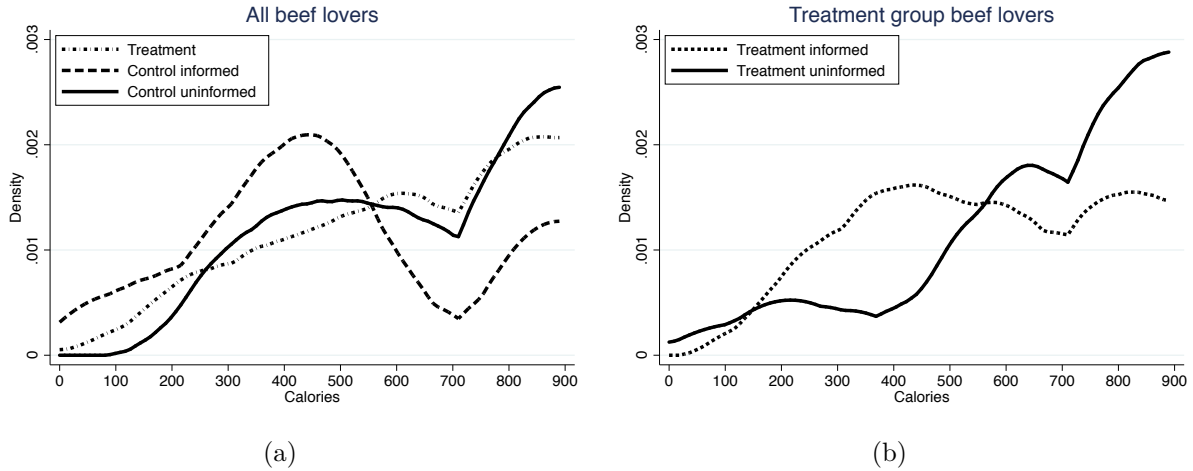 All beef lovers
Treatment
Control informed
Control uninformed
Density
.003
.002
.001
0
0 100 200 300 400 500 600 700 800 900
Calories
(a)
Treatment group beef lovers
Treatment informed
Treatment uninformed
Density
.003
.002
.001
0
0 100 200 300 400 500 600 700 800 900
Calories
(b)